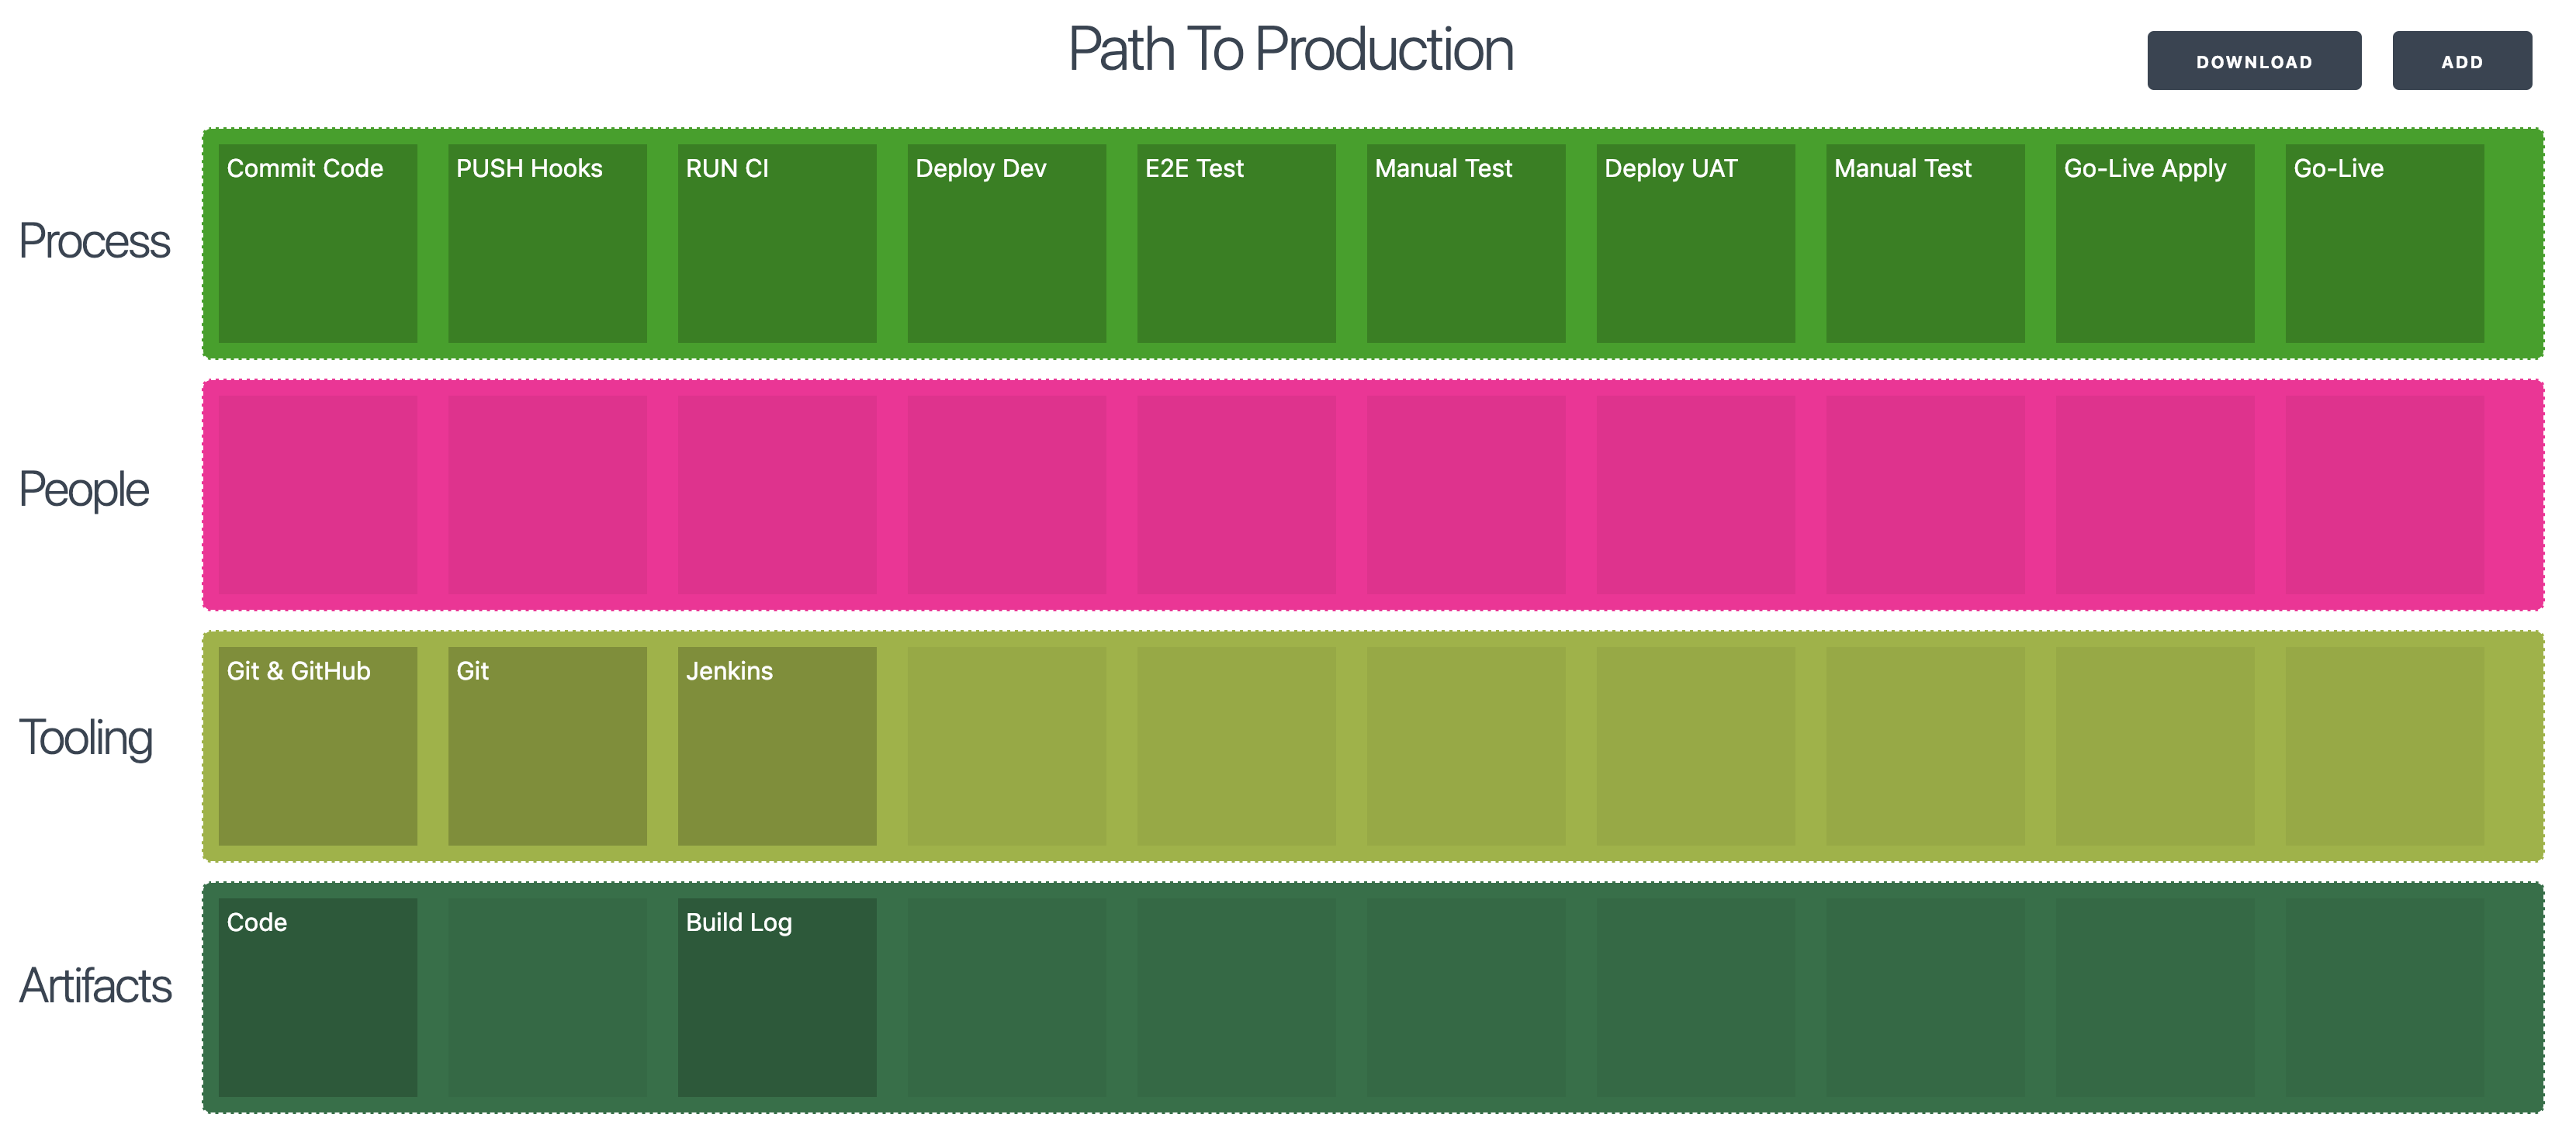 Path To Production
DOWNLOAD
ADD
Process
Commit Code
PUSH Hooks
RUN CI
Deploy Dev
E2E Test
Manual Test
Deploy UAT
Manual Test
Go-Live Apply
Go-Live
People
Tooling
Git & GitHub
Git
Jenkins
Artifacts
Code
Build Log